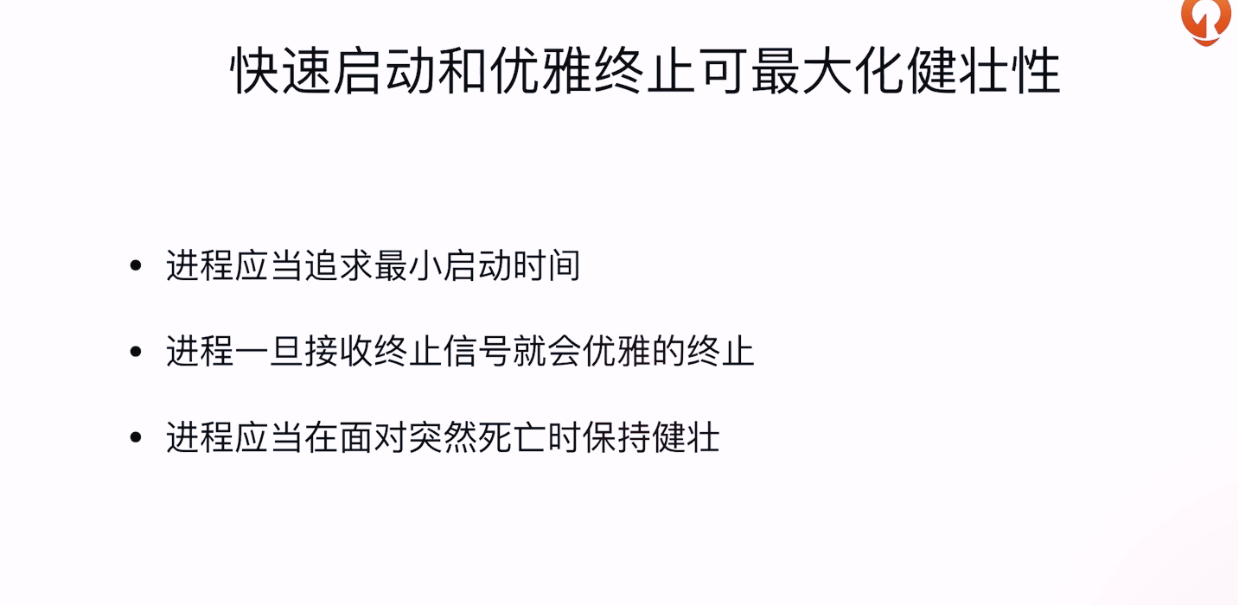 快速启动和优雅终止可最大化健壮性
• 进程应当追求最小启动时间
• 进程一旦接收终止信号就会优雅的终止
• 进程应当在面对突然死亡时保持健壮